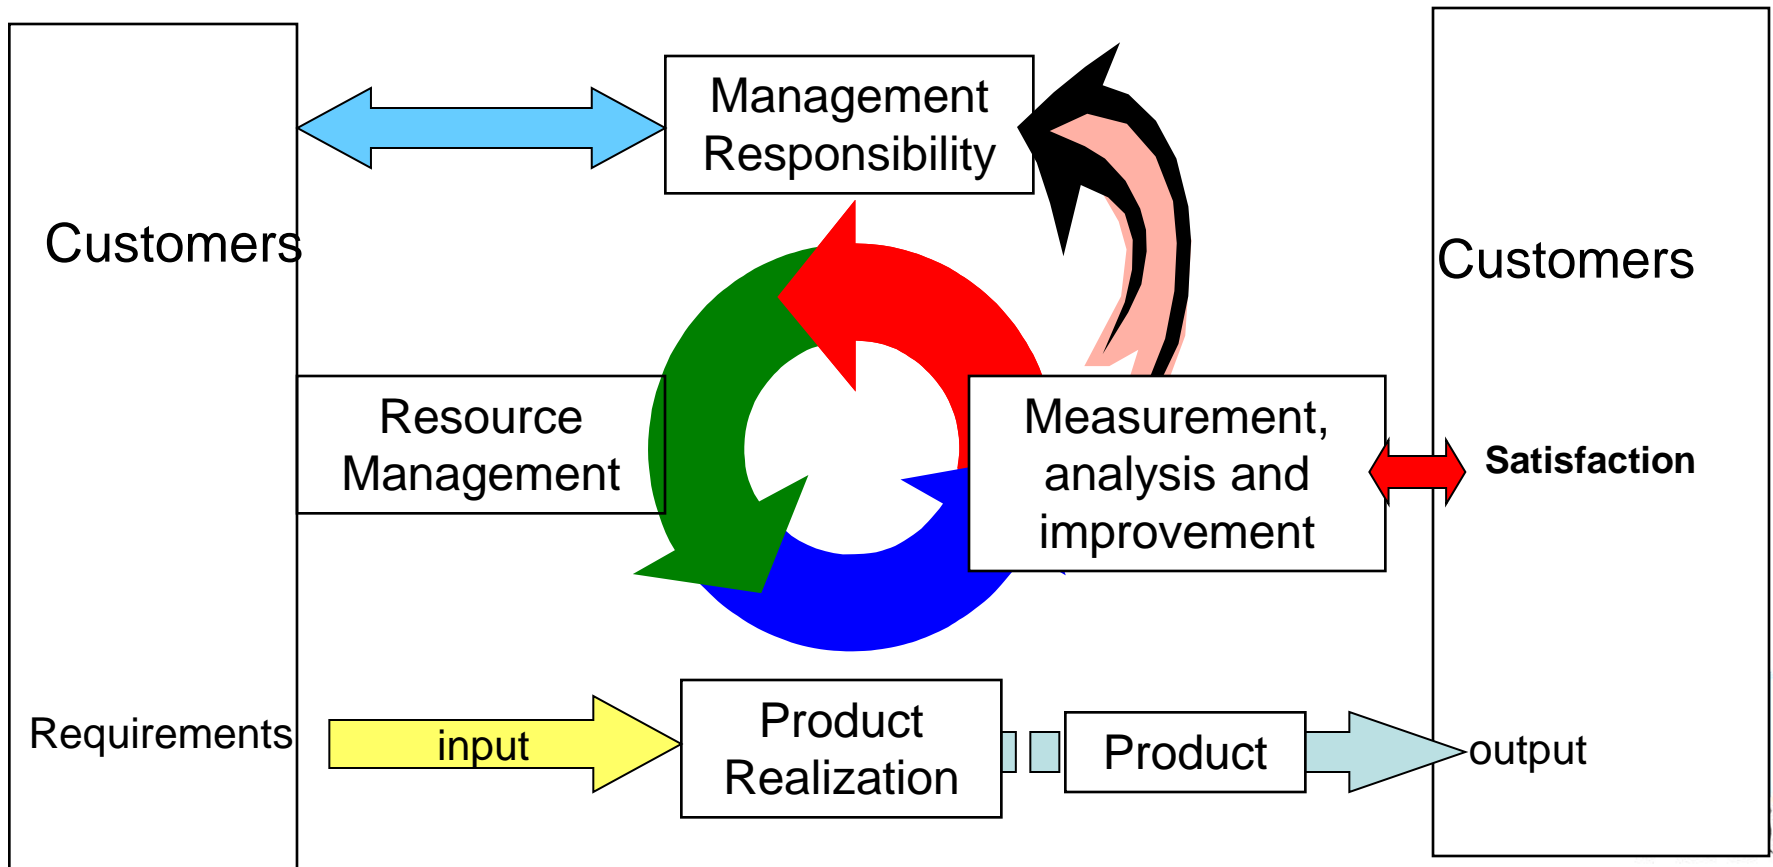 Management
Responsibility
Customers
Customers
Resource
Management
Measurement,
analysis and
improvement
Satisfaction
Requirements
input
Product
Realization
Product
output